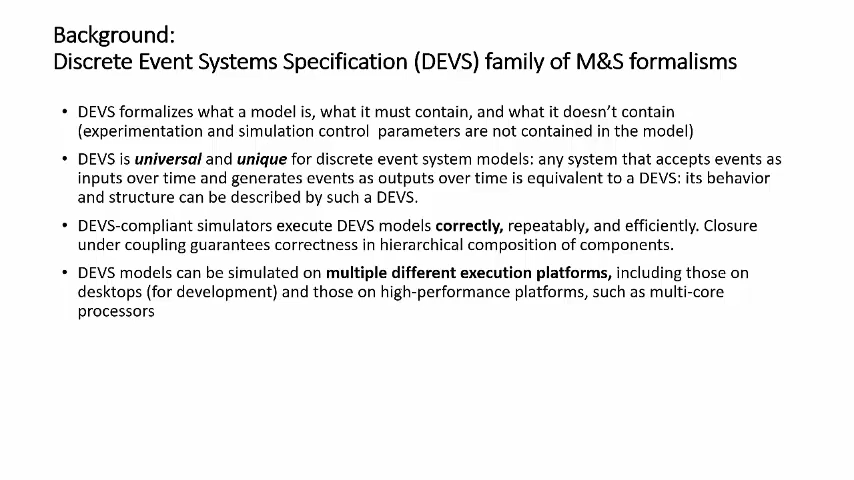 Background:
Discrete Event Systems Specification (DEVS) family of M&S formalisms
• DEVS formalizes what a model is, what it must contain, and what it doesn't contain
(experimentation and simulation control parameters are not contained in the model)
• DEVS is universal and unique for discrete event system models: any system that accepts events as
inputs over time and generates events as outputs over time is equivalent to a DEVS: its behavior
and structure can be described by such a DEVS.
• DEVS-compliant simulators execute DEVS models correctly, repeatably, and efficiently. Closure
under coupling guarantees correctness in hierarchical composition of components.
• DEVS models can be simulated on multiple different execution platforms, including those on
desktops (for development) and those on high-performance platforms, such as multi-core
processors